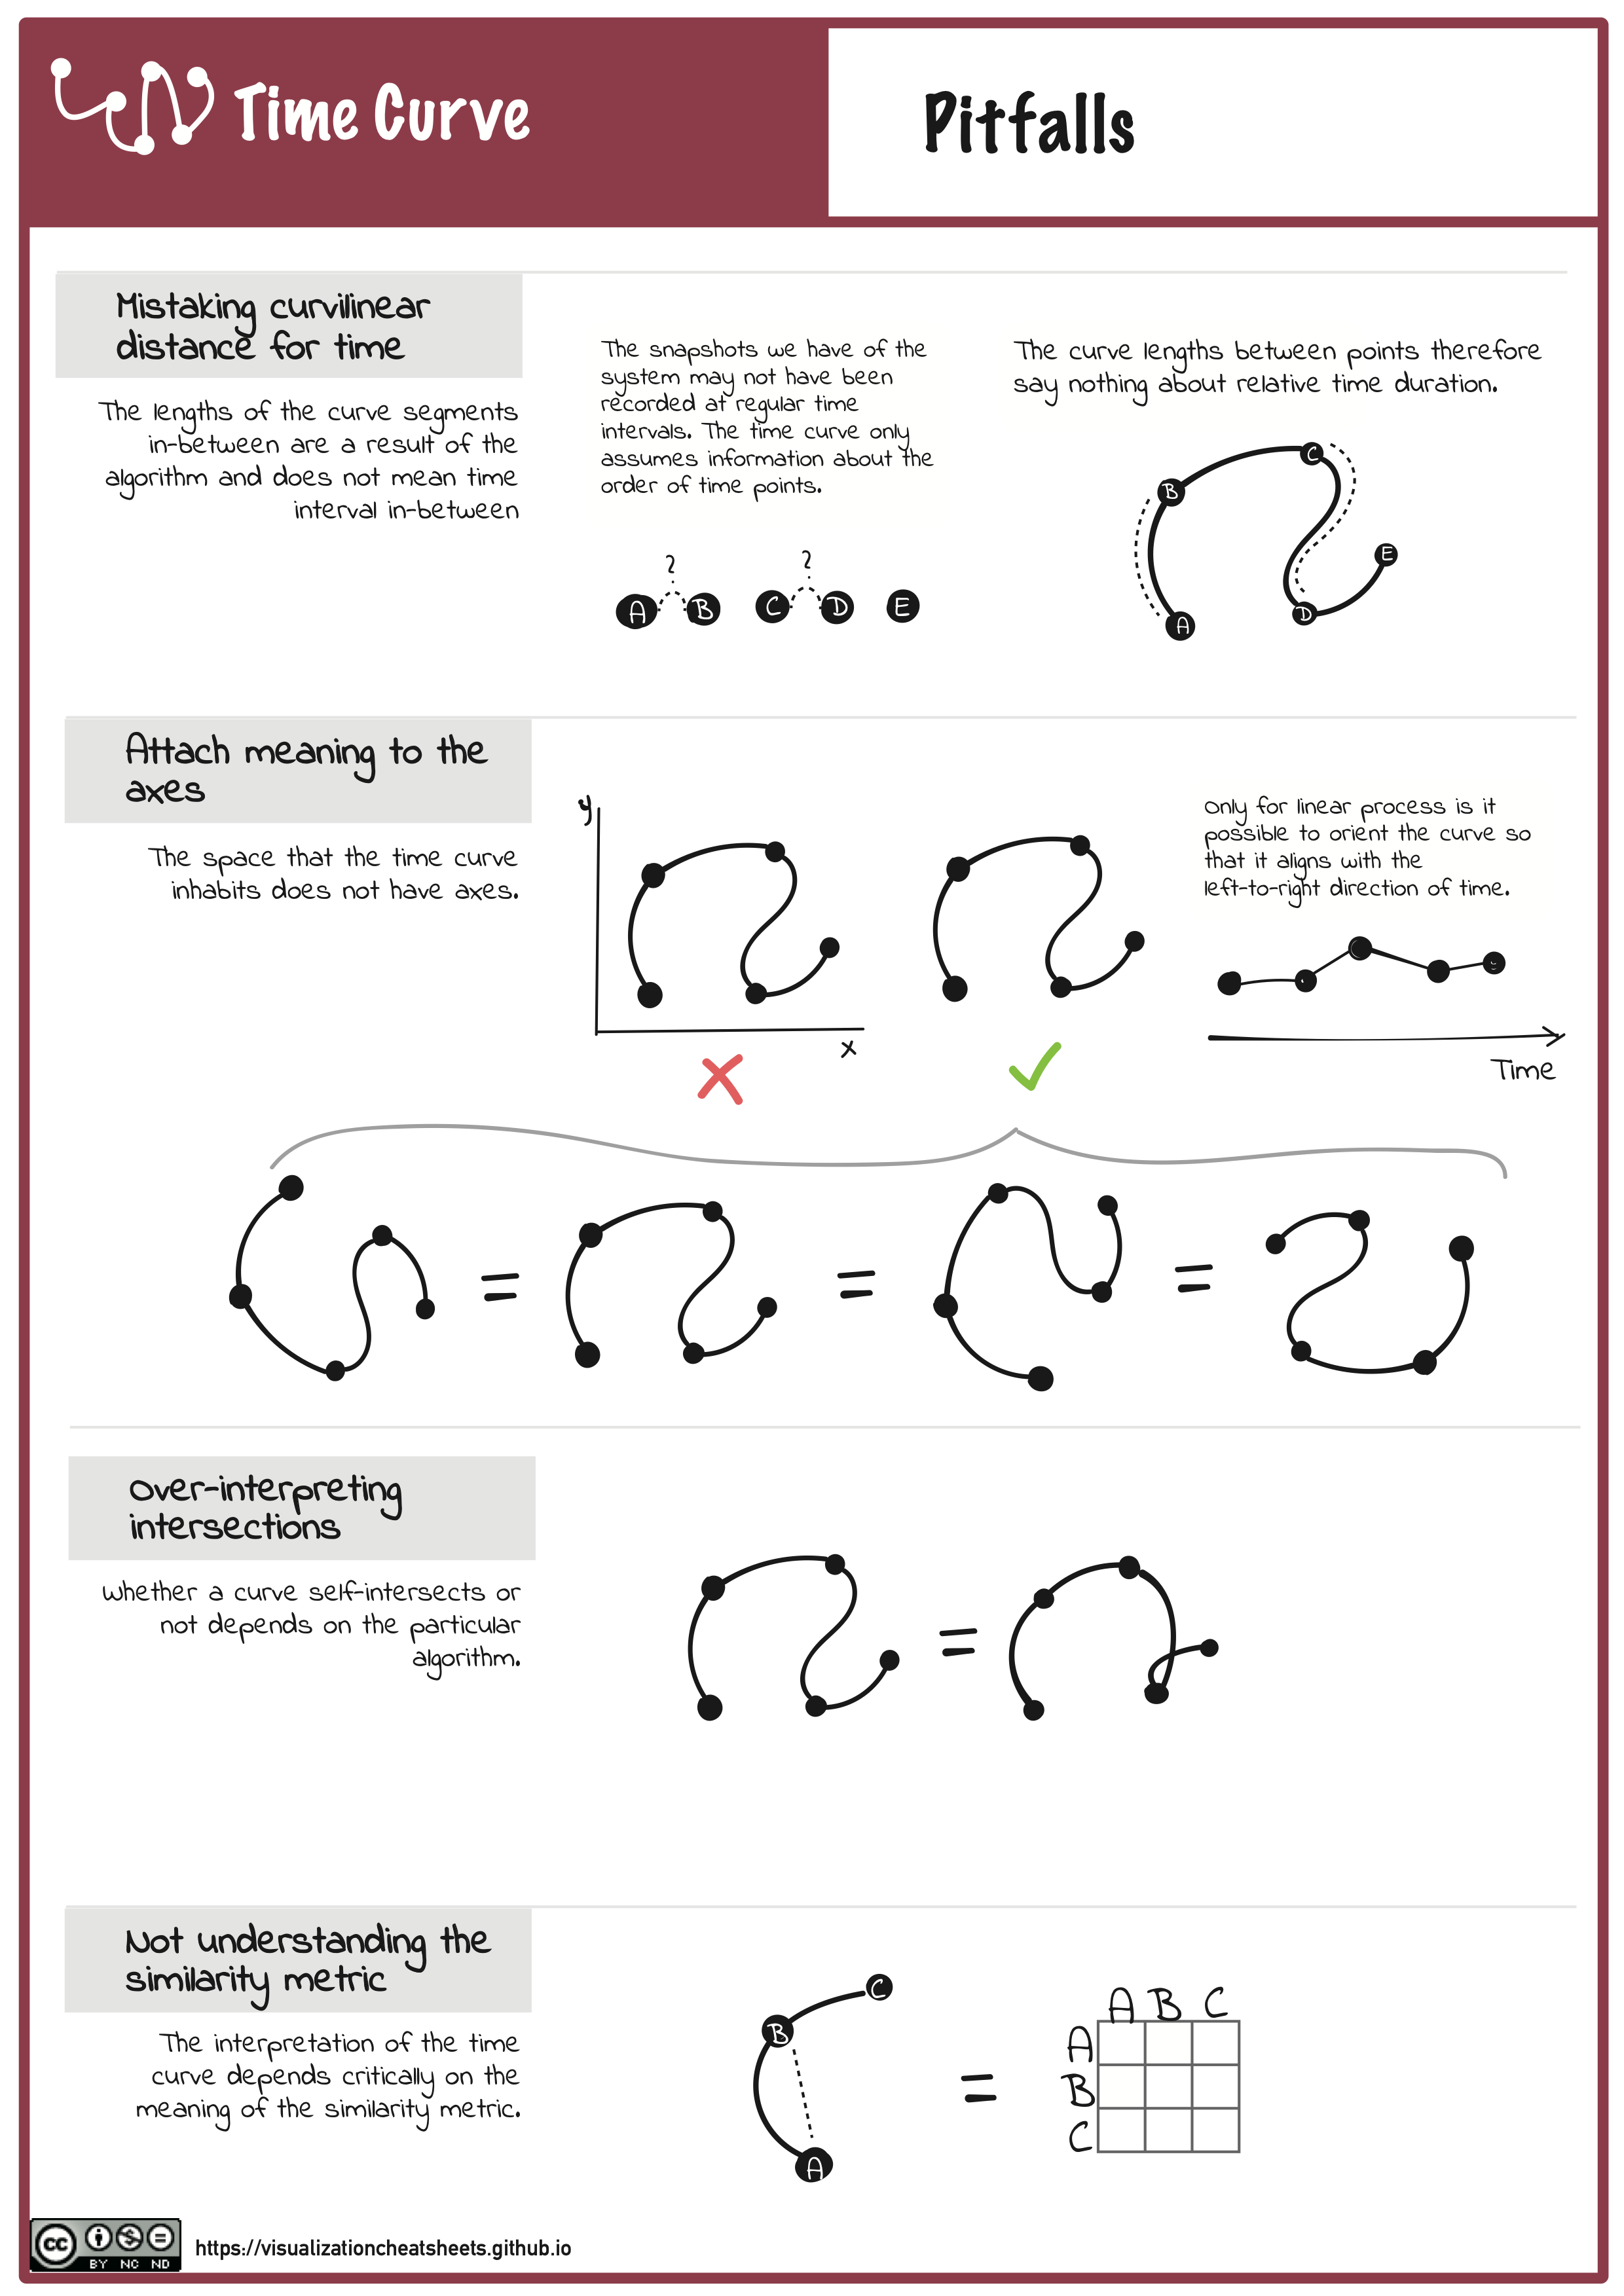 Time Curve
Pitfalls
Mistaking curvilinear
distance for time
The lengths of the curve segments
in-between are a result of the
algorithm and does not mean time
interval in-between
The snapshots we have of the
system may not have been
recorded at regular time
intervals. The time curve only
assumes information about the
order of time points.
? ?
A B C D E
The curve lengths between points therefore
say nothing about relative time duration.
C
B
E
D
A
Attach meaning to the
axes
The space that the time curve
inhabits does not have axes.
y
x
Only for linear process is it
possible to orient the curve so
that it aligns with the
left-to-right direction of time.
Time
= = =
Over-interpreting
intersections
Whether a curve self-intersects or
not depends on the particular
algorithm.
=
Not understanding the
similarity metric
The interpretation of the time
curve depends critically on the
meaning of the similarity metric.
C
B
A
=
A B C
A
B
C
cc
BY NC ND
https://visualizationcheatsheets.github.io